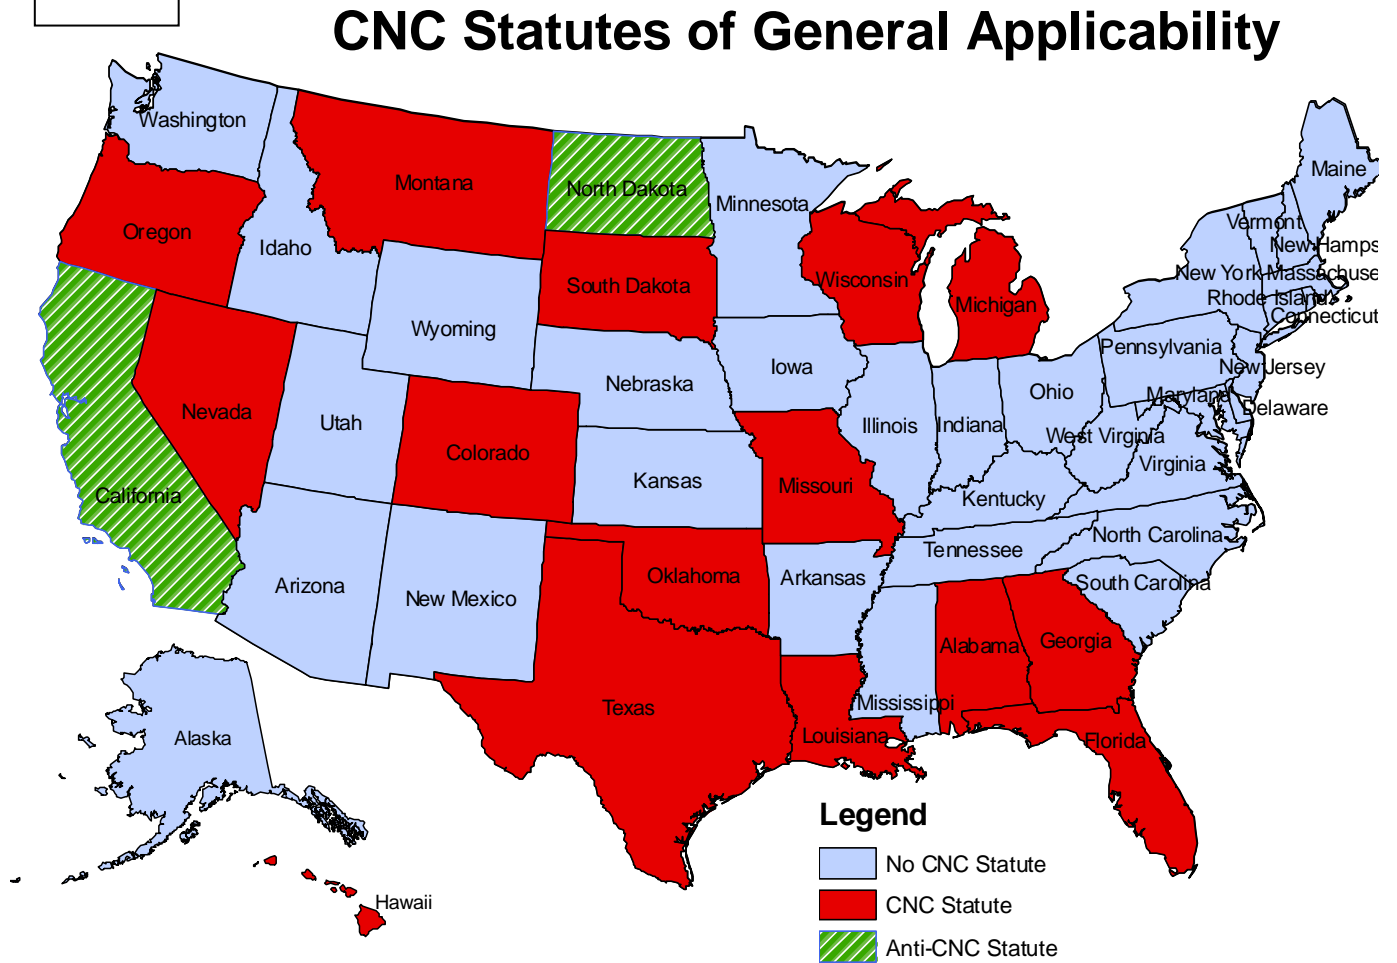 CNC Statutes of General Applicability
Washington
Maine
Montana
North Dakota
Minnesota
Oregon
Vermont
Idaho
New Hamps
New York
Massachuse
Wisconsin
South Dakota
Michigan
Rhode Island
Connecticut
Wyoming
Pennsylvania
Iowa
New Jersey
Nebraska
Ohio
Maryland
Delaware
Nevada
Utah
Illinois
Indiana
West Virginia
Colorado
Virginia
Kansas
Missouri
California
Kentucky
North Carolina
Tennessee
Oklahoma
Arkansas
South Carolina
Arizona
New Mexico
Georgia
Alabama
Mississippi
Texas
Louisiana
Florida
Alaska
Legend
No CNC Statute
Hawaii
CNC Statute
Anti-CNC Statute